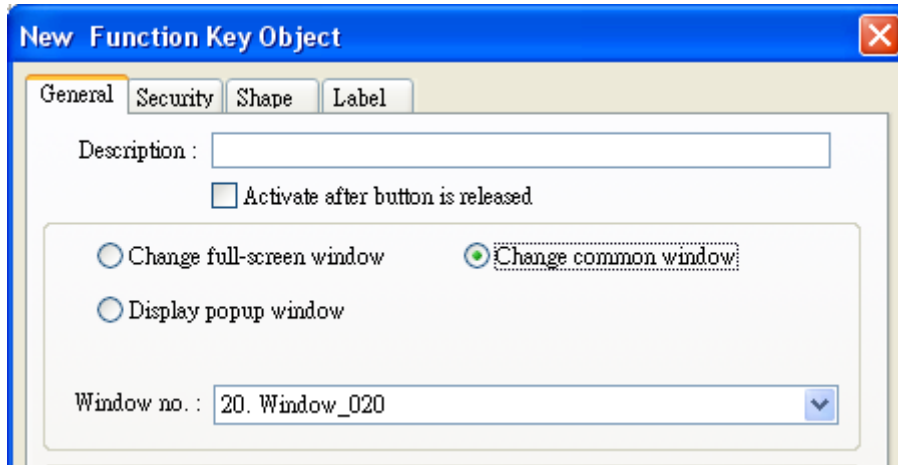 New Function Key Object
General Security Shape Label
Description :
Activate after button is released
Change full-screen window Change common window
Display popup window
Window no. : 20. Window_020